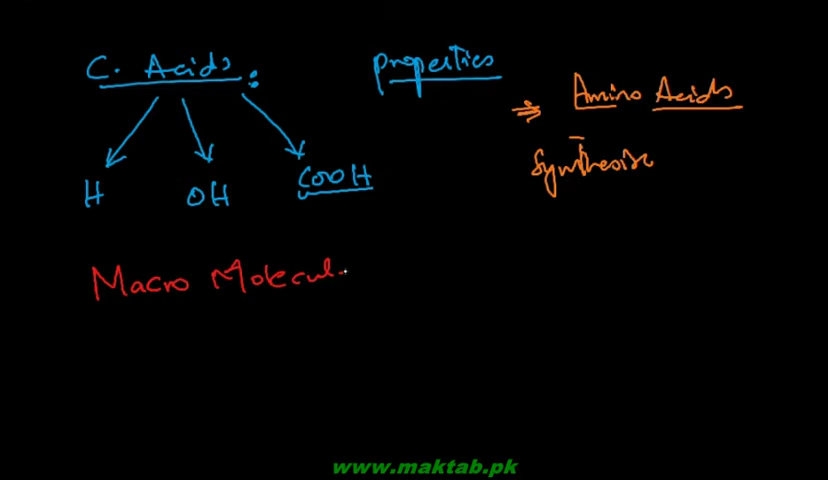 C. Acids:
Properties
⇒ Amino Acids
Synthesise
H OH COOH
Macro Molecul
www.maktab.pk